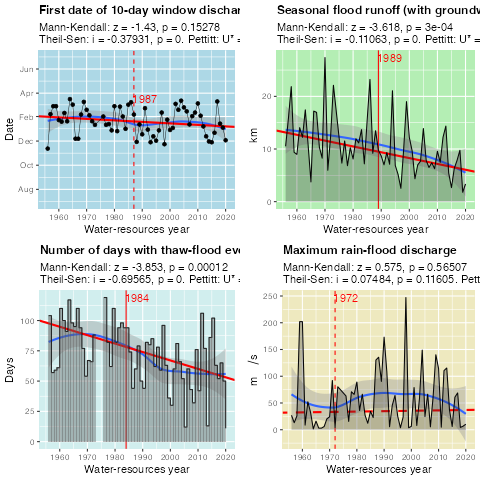 First date of 10-day window dischar
Mann-Kendall: z = -1.43, p = 0.15278
Theil-Sen: i = -0.37931, p = 0. Pettitt: U* =
1987
Date
Jun
Apr
Feb
Dec
Oct
Aug
1960 1970 1980 1990 2000 2010 2020
Water-resources year
Seasonal flood runoff (with groundw
Mann-Kendall: z = -3.618, p = 3e-04
Theil-Sen: i = -0.11063, p = 0. Pettitt: U* =
1989
km
20
10
0
1960 1970 1980 1990 2000 2010 2020
Water-resources year
Number of days with thaw-flood eve
Mann-Kendall: z = -3.853, p = 0.00012
Theil-Sen: i = -0.69565, p = 0. Pettitt: U* =
1984
Days
100
75
50
25
0
1960 1970 1980 1990 2000 2010 2020
Water-resources year
Maximum rain-flood discharge
Mann-Kendall: z = 0.575, p = 0.56507
Theil-Sen: i = 0.07484, p = 0.11605. Pett
1972
m /s
250
200
150
100
50
0
1960 1970 1980 1990 2000 2010 2020
Water-resources year